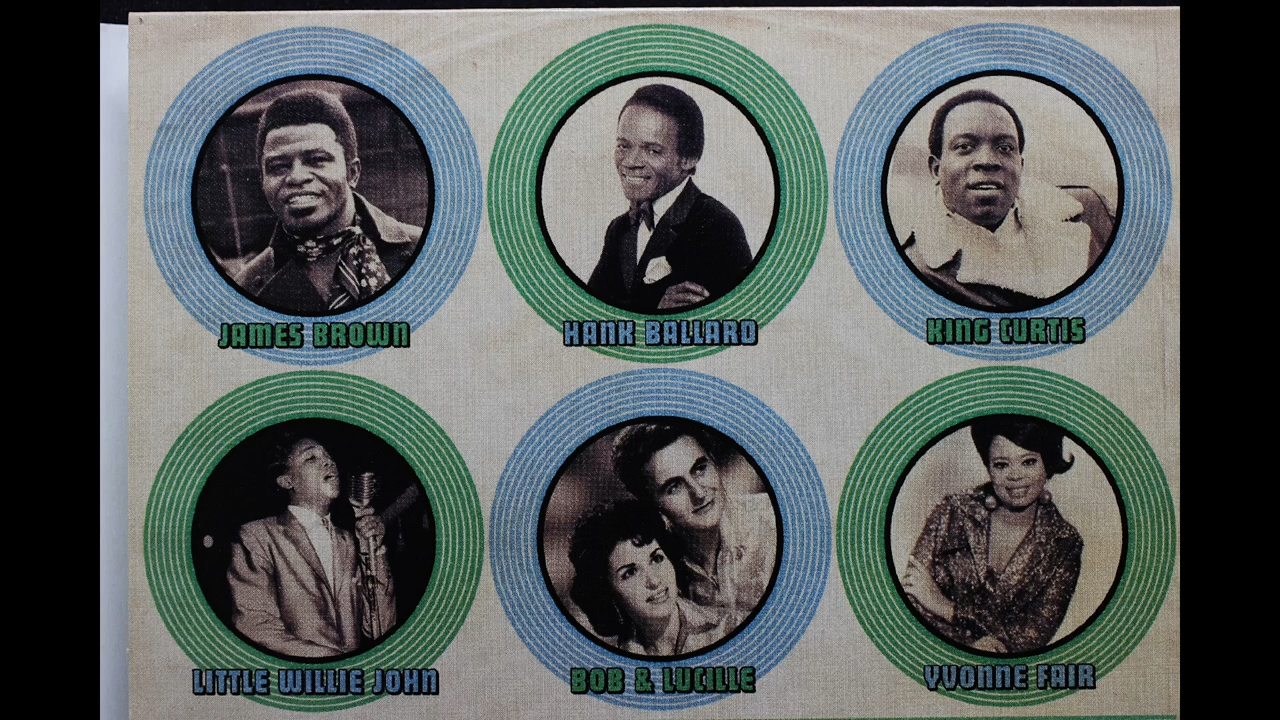 JAMES BROWN
HANK BALLARD
KING CURTIS
LITTLE WILLIE JOHN
BOB & LUCILLE
YVONNE FAIR